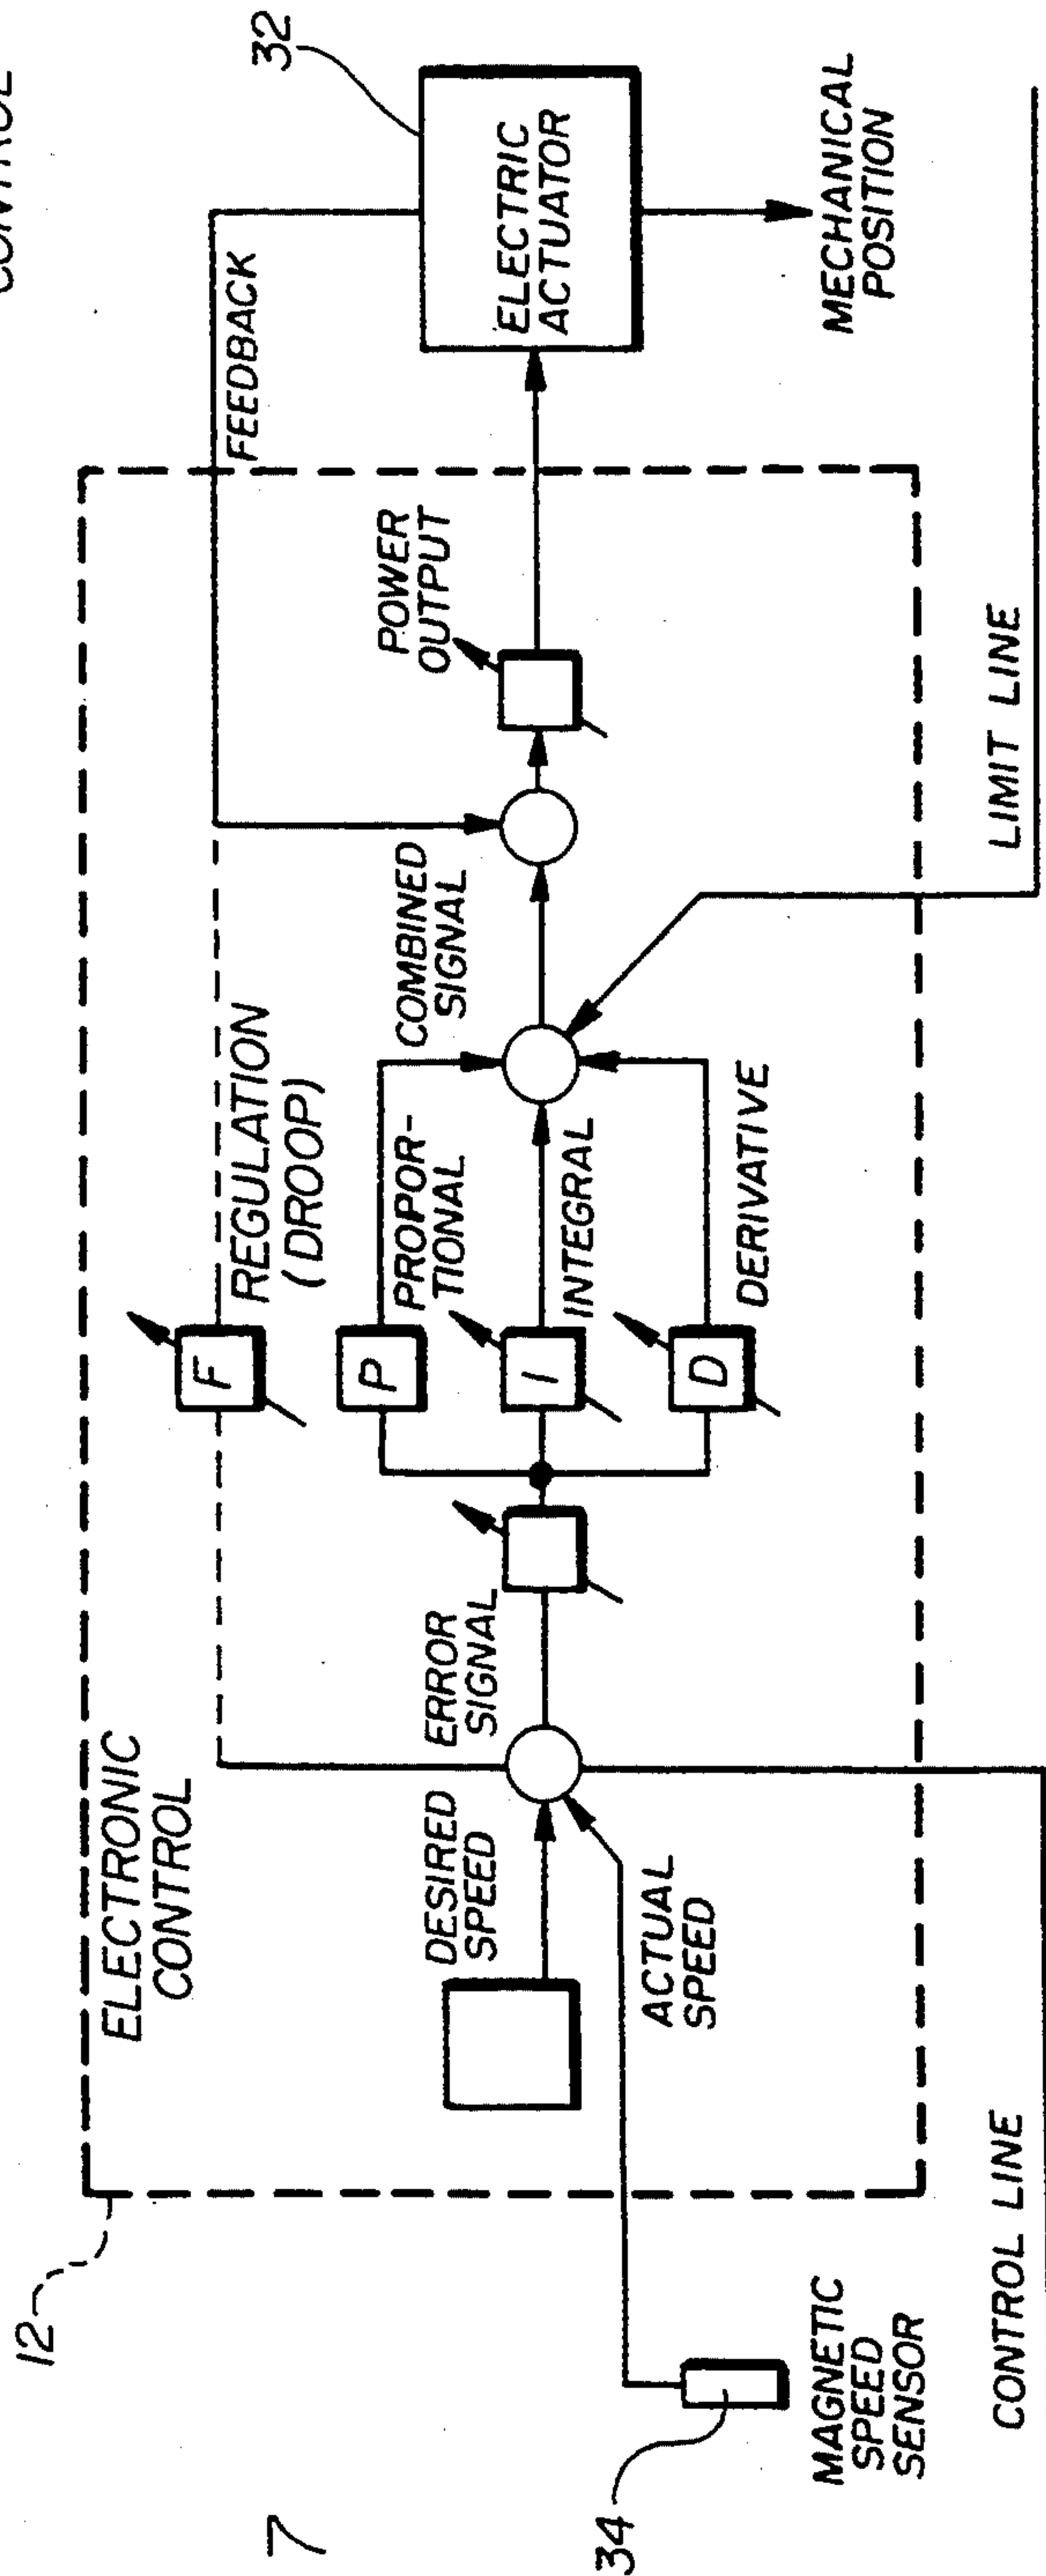 CONTROL
32
12
ELECTRONIC
CONTROL
FEEDBACK
REGULATION
(DROOP)
F
P
PROPOR-
TIONAL
I
INTEGRAL
D
DERIVATIVE
DESIRED
SPEED
ERROR
SIGNAL
COMBINED
SIGNAL
POWER
OUTPUT
ELECTRIC
ACTUATOR
ACTUAL
SPEED
MECHANICAL
POSITION
7
34
MAGNETIC
SPEED
SENSOR
CONTROL LINE
LIMIT LINE